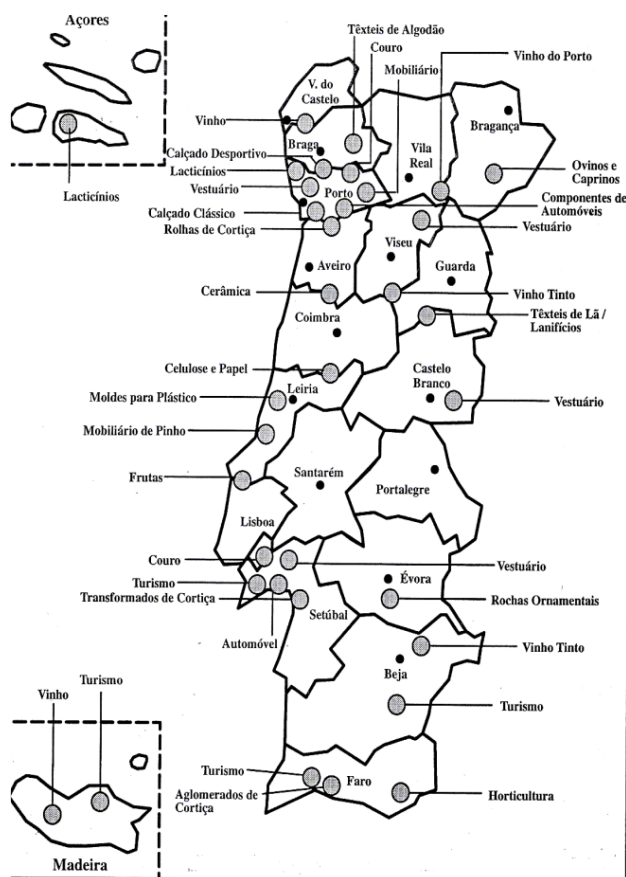 Açores
Têxteis de Algodão
Couro
Mobiliário
Vinho do Porto
V. do
Castelo
Vinho
Bragança
Braga
Vila
Real
Calçado Desportivo
Lacticínios
Lacticínios
Ovinos e
Caprinos
Vestuário
Porto
Componentes de
Automóveis
Calçado Clássico
Rolhas de Cortiça
Vestuário
Viseu
Aveiro
Guarda
Cerâmica
Vinho Tinto
Coimbra
Têxteis de Lã /
Lanifícios
Celulose e Papel
Castelo
Branco
Leiria
Moldes para Plástico
Vestuário
Mobiliário de Pinho
Frutas
Santarém
Portalegre
Lisboa
Couro
Vestuário
Turismo
Évora
Transformados de Cortiça
Rochas Ornamentais
Setúbal
Automóvel
Vinho Tinto
Beja
Turismo
Vinho
Turismo
Turismo
Faro
Aglomerados de
Cortiça
Horticultura
Madeira